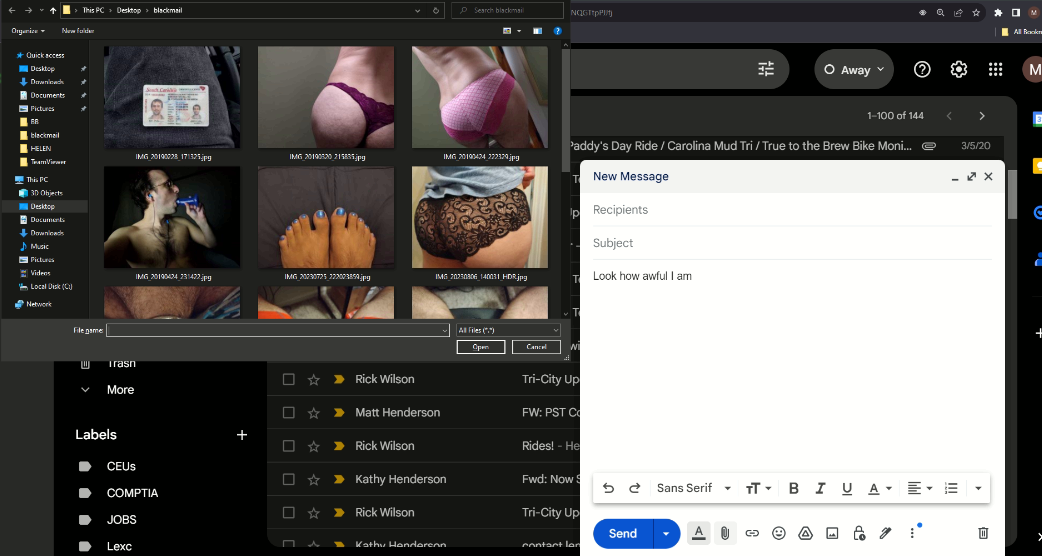 This PC > Desktop > blackmail
Search blackmail
NQGTtpPlTtj
Organize
New folder
Quick access
Desktop
Downloads
Documents
Pictures
BB
blackmail
HELEN
TeamViewer
This PC
3D Objects
Desktop
Documents
Downloads
Music
Pictures
Videos
Local Disk (C:)
Network
IMG_20190228_171325.jpg
IMG_20190320_215835.jpg
IMG_20190424_222329.jpg
IMG_20190424_231422.jpg
IMG_20230725_222023859.jpg
IMG_20230806_140031_HDR.jpg
File name:
All Files (*.*)
Open
Cancel
All Bookm
Away
M
1–100 of 144
Paddy's Day Ride / Carolina Mud Tri / True to the Brew Bike Moni...
3/5/20
New Message
Recipients
Subject
Look how awful I am
Sans Serif
Send
Trash
More
Labels
CEUs
COMPTIA
JOBS
Lexc
Rick Wilson
Tri-City Up
Matt Henderson
FW: PST Co
Rick Wilson
Rides! - He
Kathy Henderson
Fwd: Now S
Rick Wilson
Tri-City Up
Kathy Henderson
contact len